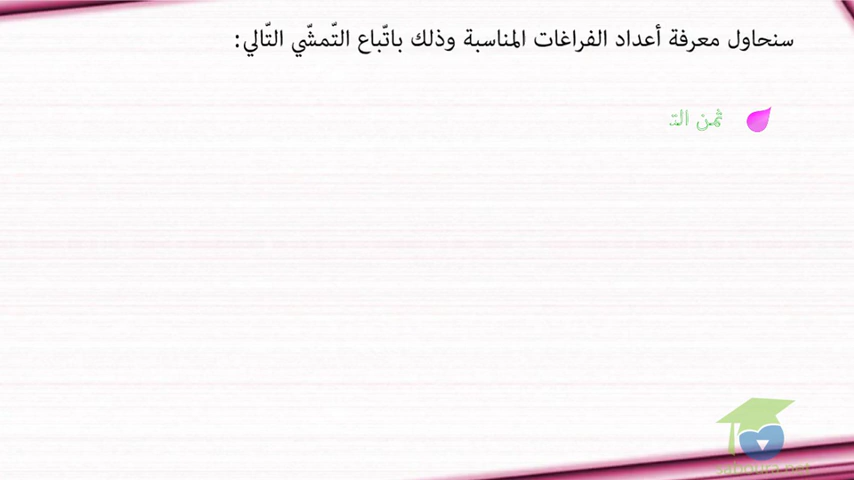 سنحاول معرفة أعداد الفراغات المناسبة وذلك باتّباع التّمشّي التّالي:
ثمن الت